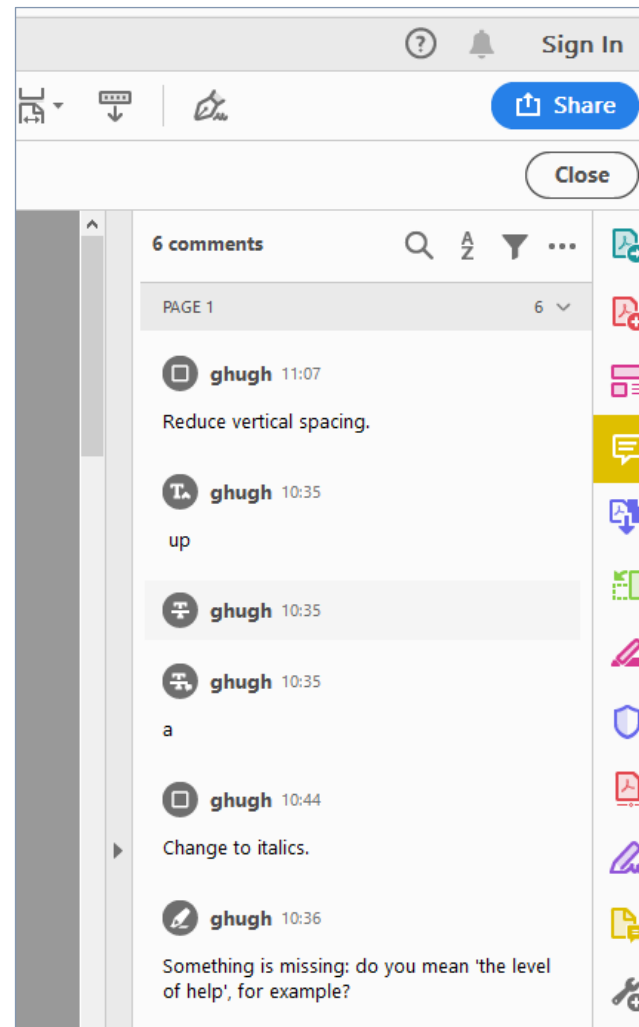 Sign In
Share
Close
6 comments
PAGE 1 6
ghugh 11:07
Reduce vertical spacing.
ghugh 10:35
up
ghugh 10:35
ghugh 10:35
a
ghugh 10:44
Change to italics.
ghugh 10:36
Something is missing: do you mean 'the level
of help', for example?